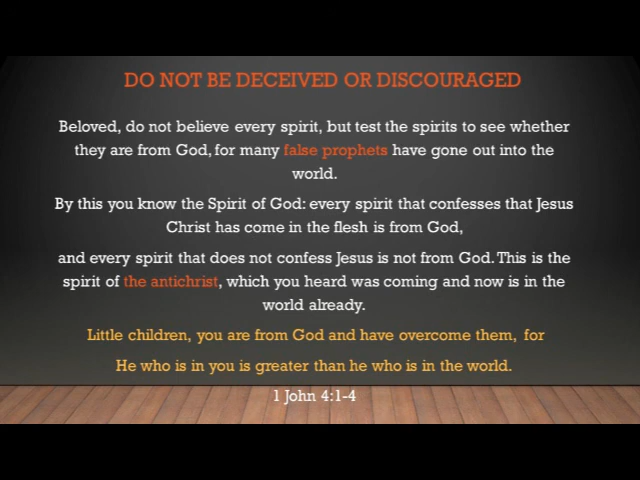 DO NOT BE DECEIVED OR DISCOURAGED
Beloved, do not believe every spirit, but test the spirits to see whether
they are from God, for many false prophets have gone out into the
world.
By this you know the Spirit of God: every spirit that confesses that Jesus
Christ has come in the flesh is from God,
and every spirit that does not confess Jesus is not from God. This is the
spirit of the antichrist, which you heard was coming and now is in the
world already.
Little children, you are from God and have overcome them, for
He who is in you is greater than he who is in the world.
1 John 4:1-4